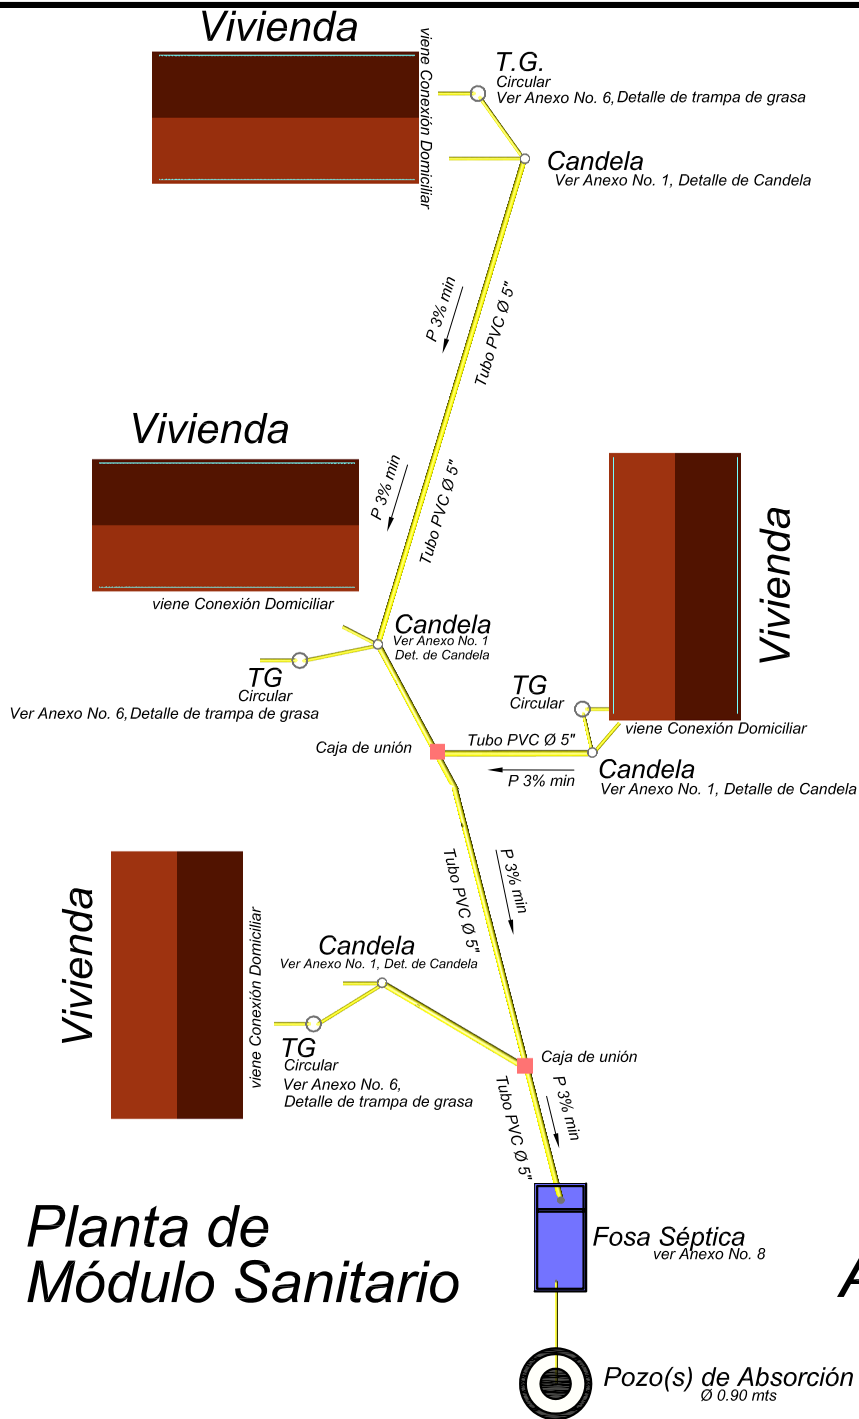 Vivienda
viene Conexión Domiciliar
T.G.
Circular
Ver Anexo No. 6, Detalle de trampa de grasa
Candela
Ver Anexo No. 1, Detalle de Candela
P 3% min
Tubo PVC Ø 5"
Vivienda
P 3% min
Tubo PVC Ø 5"
viene Conexión Domiciliar
Vivienda
Candela
Ver Anexo No. 1
Det. de Candela
TG
Circular
Ver Anexo No. 6, Detalle de trampa de grasa
TG
Circular
viene Conexión Domiciliar
Caja de unión
Tubo PVC Ø 5"
P 3% min
Candela
Ver Anexo No. 1, Detalle de Candela
Vivienda
viene Conexión Domiciliar
Tubo PVC Ø 5"
P 3% min
Candela
Ver Anexo No. 1, Det. de Candela
TG
Circular
Ver Anexo No. 6,
Detalle de trampa de grasa
Caja de unión
Tubo PVC Ø 5"
P 3% min
Planta de
Módulo Sanitario
Fosa Séptica
ver Anexo No. 8
A
Pozo(s) de Absorción
Ø 0.90 mts